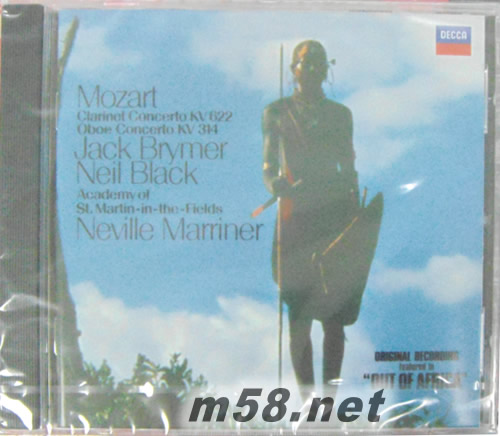 DECCA
Mozart
Clarinet Concerto KV 622
Oboe Concerto KV 314
Jack Brymer
Neil Black
Academy of
St. Martin-in-the-Fields
Neville Marriner
ORIGINAL RECORDING
featured in
"OUT OF AFRICA"
m58.net